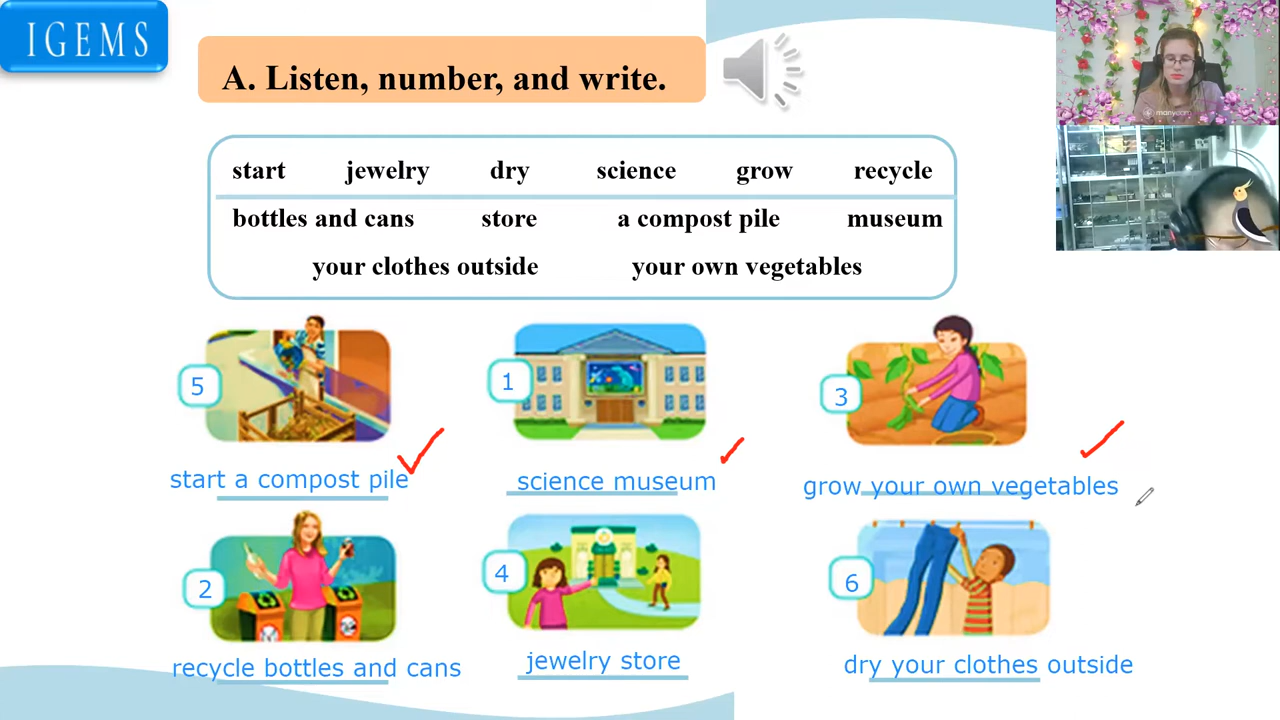 IGEMS
A. Listen, number, and write.
start jewelry dry science grow recycle
bottles and cans store a compost pile museum
your clothes outside your own vegetables
5 1 3
start a compost pile science museum grow your own vegetables
2 4 6
recycle bottles and cans jewelry store dry your clothes outside
manycam